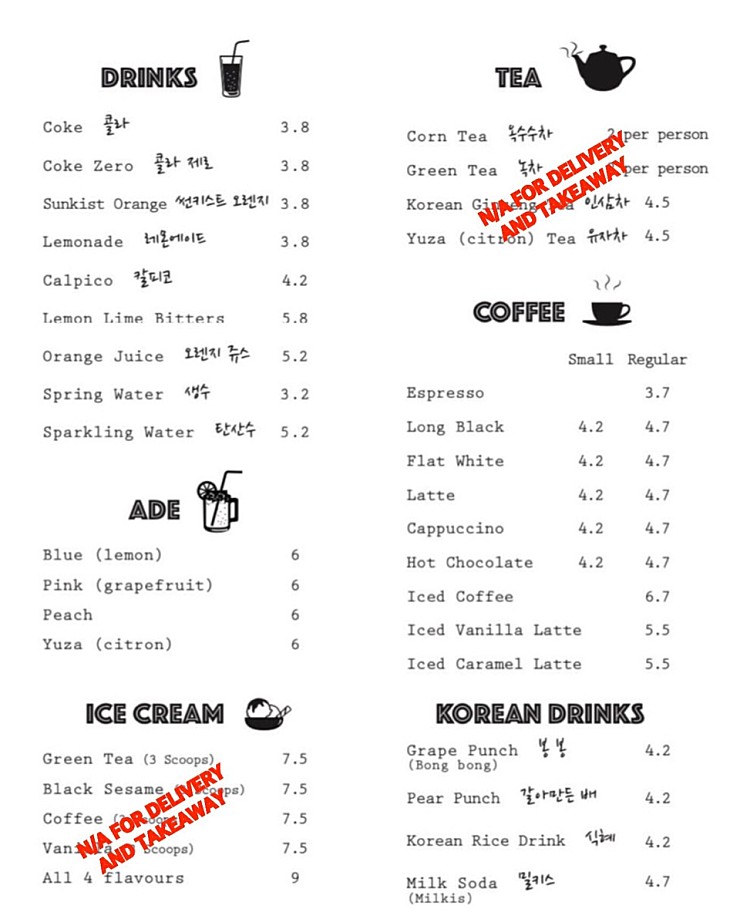 DRINKS
Coke 콜라 3.8
Coke Zero 콜라 제로 3.8
Sunkist Orange 썬키스트 오렌지 3.8
Lemonade 레몬에이드 3.8
Calpico 칼피코 4.2
Lemon Lime Bitters 5.8
Orange Juice 오렌지 쥬스 5.2
Spring Water 생수 3.2
Sparkling Water 탄산수 5.2
ADE
Blue (lemon) 6
Pink (grapefruit) 6
Peach 6
Yuza (citron) 6
ICE CREAM
Green Tea (3 Scoops) 7.5
Black Sesame 7.5
Coffee 7.5
Vanilla Scoops) 7.5
All 4 flavours 9
N/A FOR DELIVERY
AND TAKEAWAY
TEA
Corn Tea 옥수수차 2 per person
Green Tea 녹차 per person
Korean Ginseng Tea 인삼차 4.5
Yuza (citron) Tea 유자차 4.5
N/A FOR DELIVERY
AND TAKEAWAY
COFFEE
Small Regular
Espresso 3.7
Long Black 4.2 4.7
Flat White 4.2 4.7
Latte 4.2 4.7
Cappuccino 4.2 4.7
Hot Chocolate 4.2 4.7
Iced Coffee 6.7
Iced Vanilla Latte 5.5
Iced Caramel Latte 5.5
KOREAN DRINKS
Grape Punch 봉봉 4.2
(Bong bong)
Pear Punch 갈아만든 배 4.2
Korean Rice Drink 식혜 4.2
Milk Soda 밀키스 4.7
(Milkis)